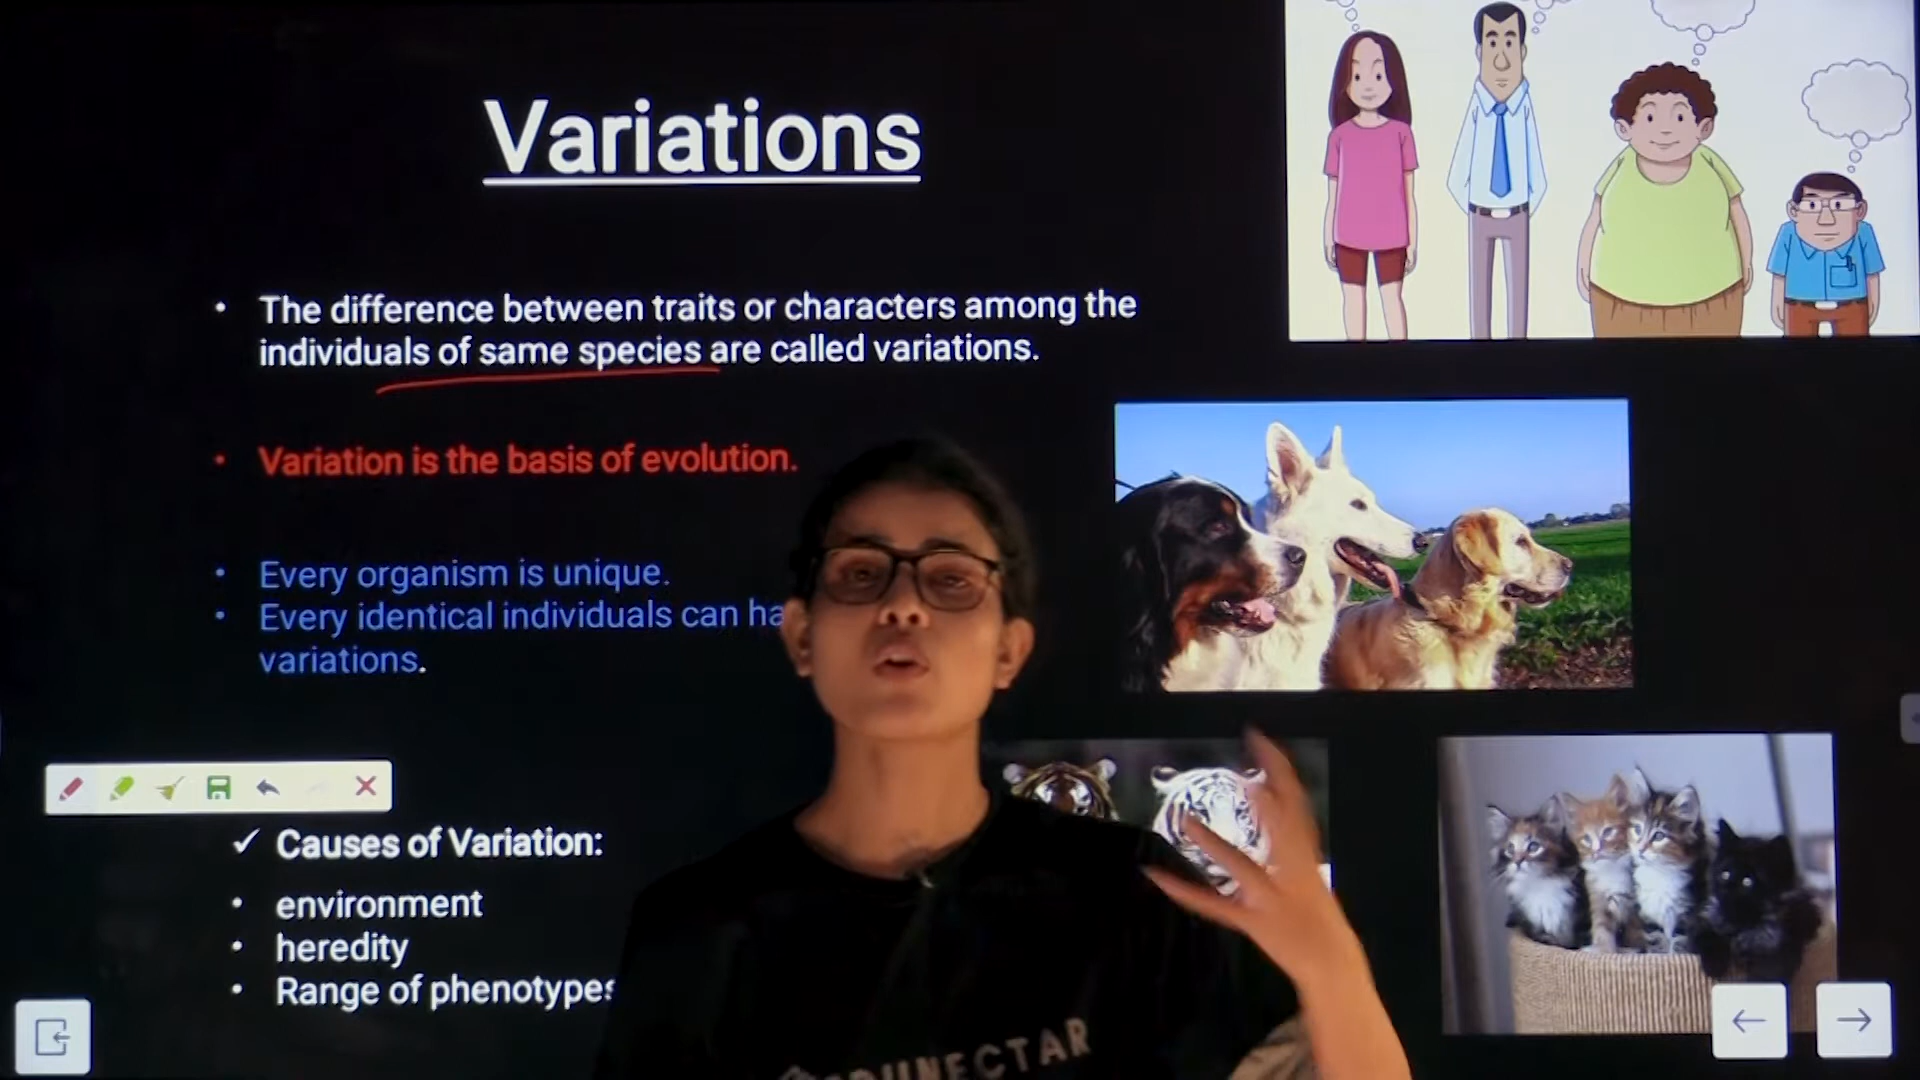 Variations
• The difference between traits or characters among the
individuals of same species are called variations.
• Variation is the basis of evolution.
• Every organism is unique.
• Every identical individuals can
variations.
✓ Causes of Variation:
• environment
• heredity
• Range of phenotypes